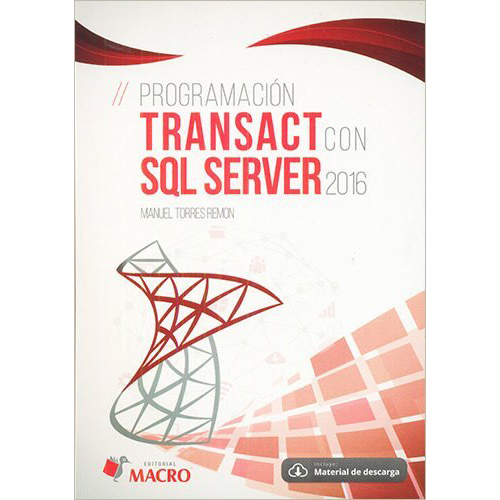 // PROGRAMACIÓN
TRANSACT CON
SQL SERVER 2016
MANUEL TORRES REMON
EDITORIAL
MACRO
Incluye:
Material de descarga